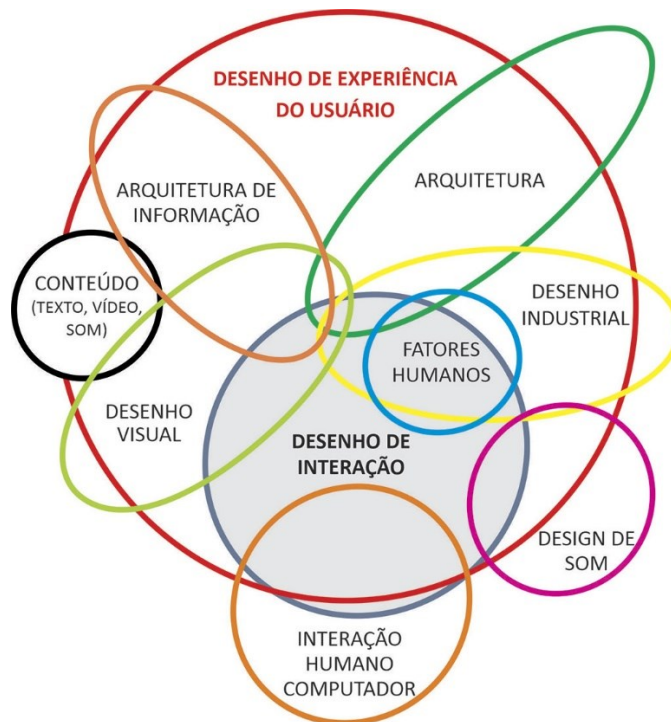 DESENHO DE EXPERIÊNCIA
DO USUÁRIO
ARQUITETURA DE
INFORMAÇÃO
ARQUITETURA
CONTEÚDO
(TEXTO, VÍDEO,
SOM)
DESENHO
INDUSTRIAL
FATORES
HUMANOS
DESENHO
VISUAL
DESENHO DE
INTERAÇÃO
DESIGN DE
SOM
INTERAÇÃO
HUMANO
COMPUTADOR